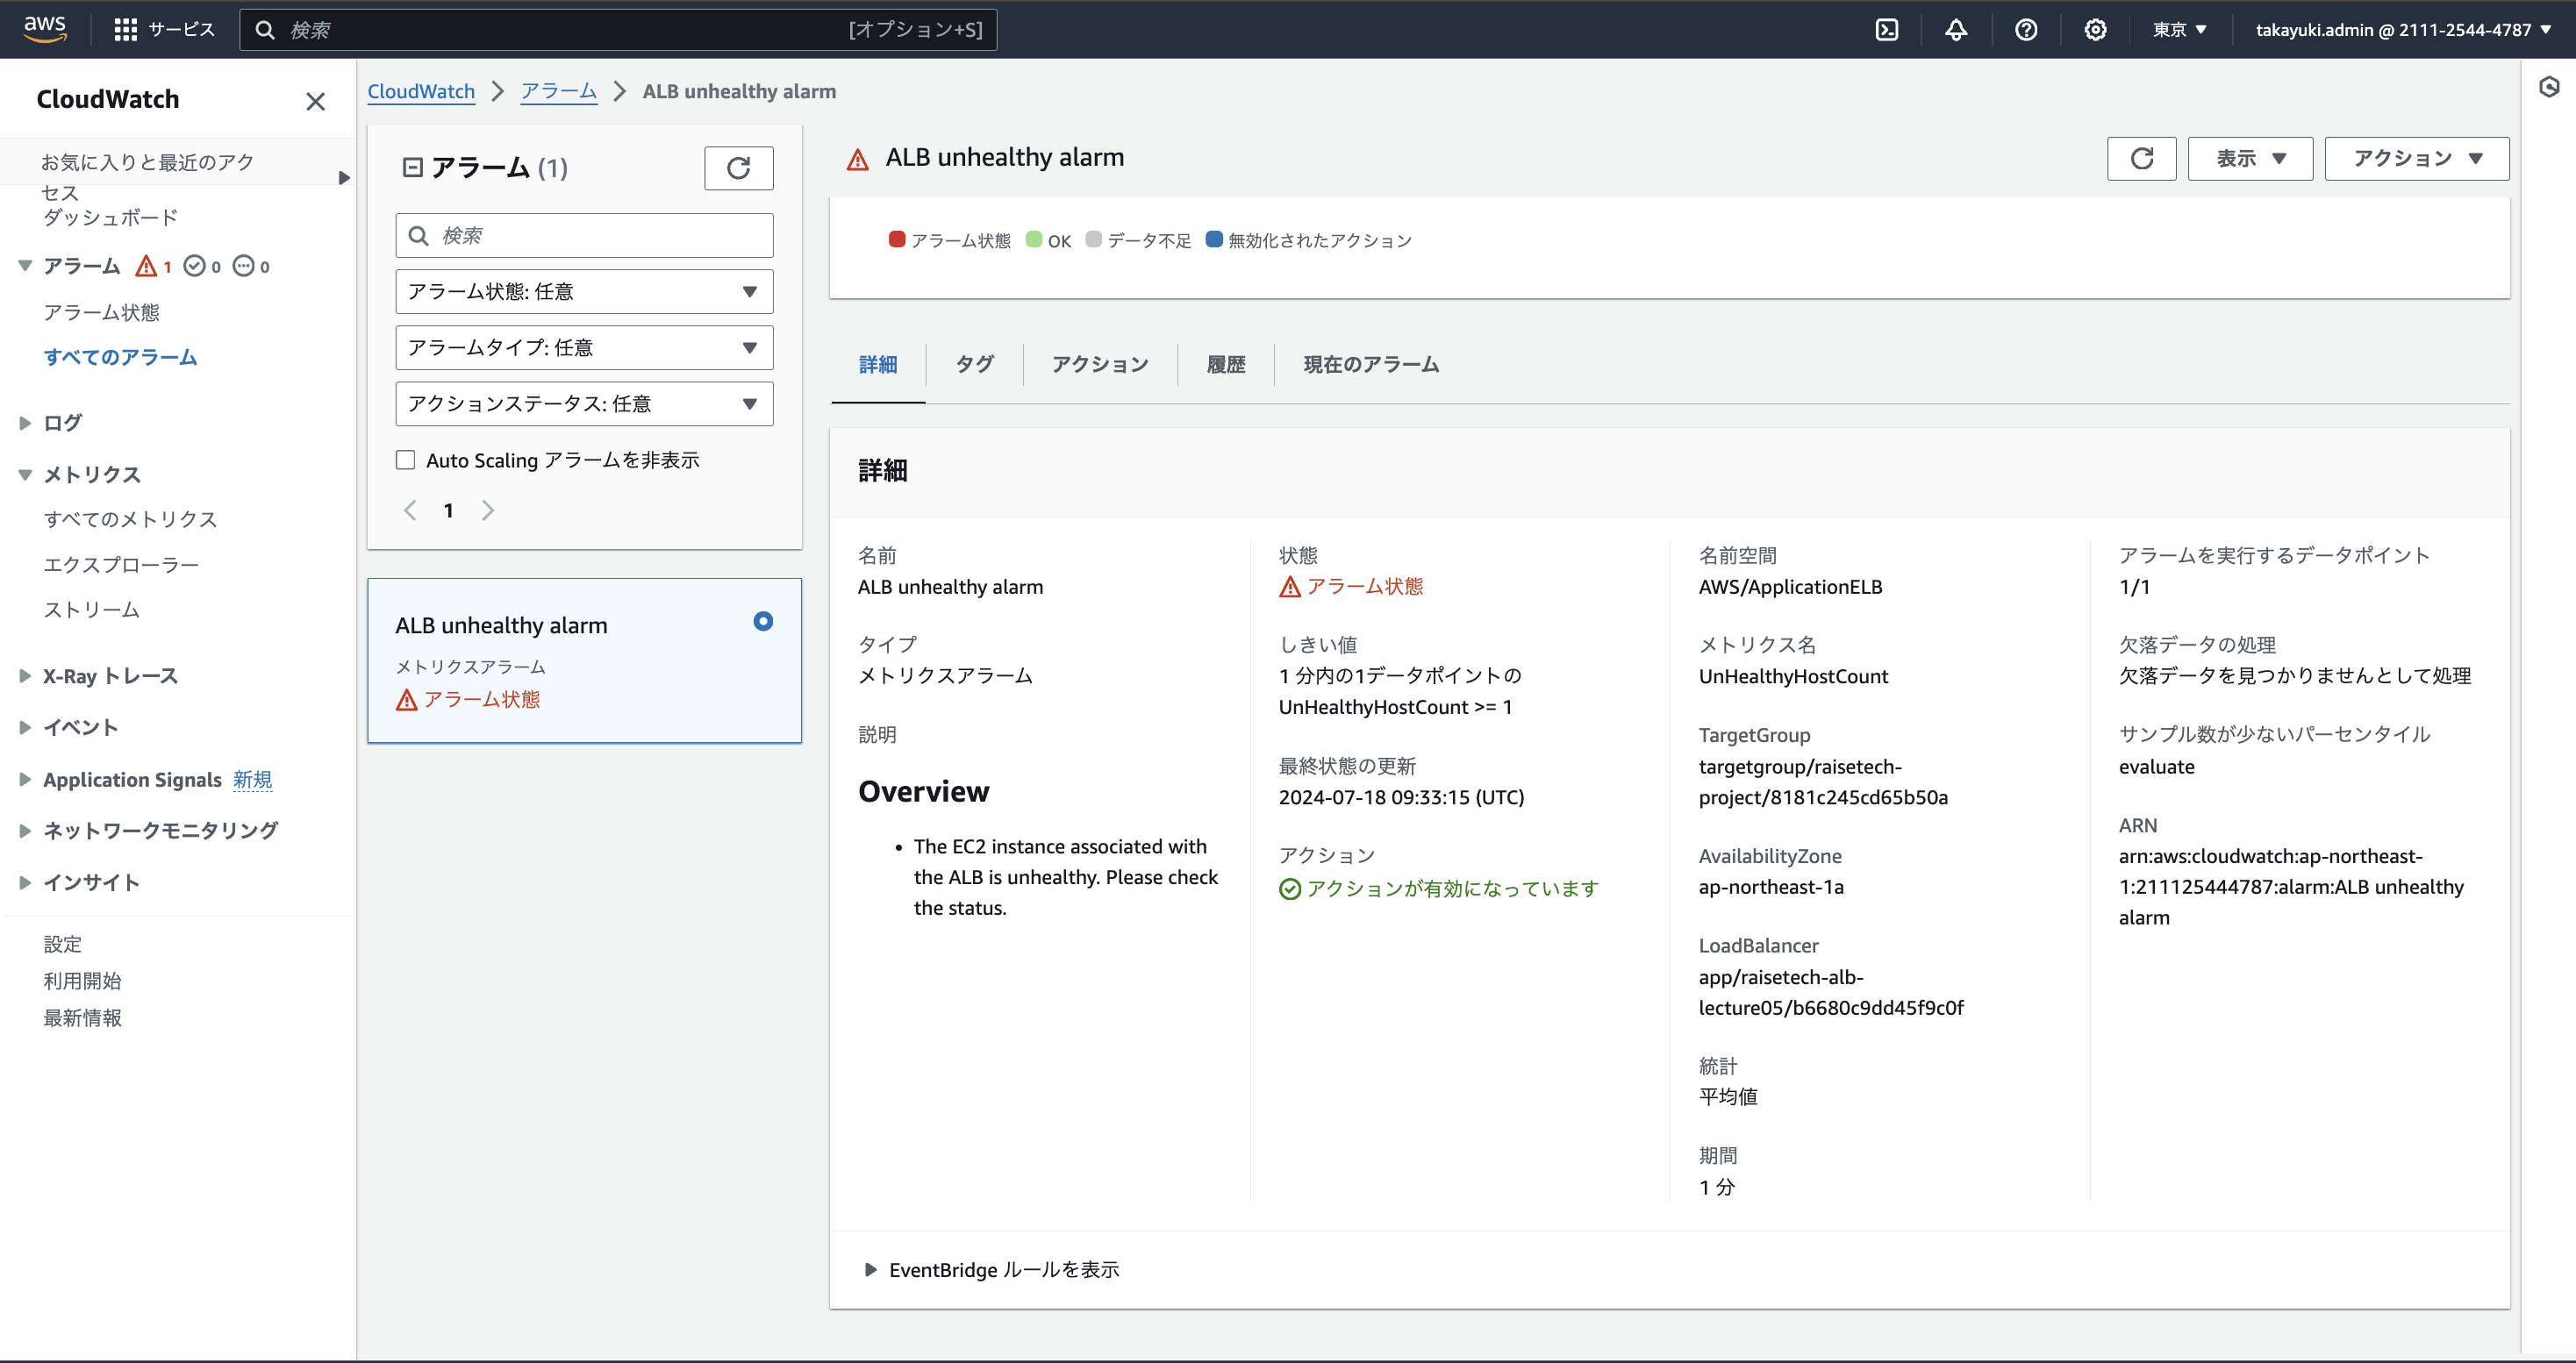 aws
サービス
検索
[オプション+S]
東京
takayuki.admin @ 2111-2544-4787
CloudWatch
お気に入りと最近のアク
セス
ダッシュボード
アラーム 1 0 0
アラーム状態
すべてのアラーム
ログ
メトリクス
すべてのメトリクス
エクスプローラー
ストリーム
X-Ray トレース
イベント
Application Signals 新規
ネットワークモニタリング
インサイト
設定
利用開始
最新情報
CloudWatch
アラーム
ALB unhealthy alarm
アラーム (1)
検索
アラーム状態: 任意
アラームタイプ: 任意
アクションステータス: 任意
Auto Scaling アラームを非表示
1
ALB unhealthy alarm
メトリクスアラーム
アラーム状態
ALB unhealthy alarm
表示
アクション
アラーム状態 OK データ不足 無効化されたアクション
詳細
タグ
アクション
履歴
現在のアラーム
詳細
名前
ALB unhealthy alarm
タイプ
メトリクスアラーム
説明
Overview
• The EC2 instance associated with
the ALB is unhealthy. Please check
the status.
状態
アラーム状態
しきい値
1 分内の1データポイントの
UnHealthyHostCount >= 1
最終状態の更新
2024-07-18 09:33:15 (UTC)
アクション
アクションが有効になっています
名前空間
AWS/ApplicationELB
メトリクス名
UnHealthyHostCount
TargetGroup
targetgroup/raisetech-
project/8181c245cd65b50a
AvailabilityZone
ap-northeast-1a
LoadBalancer
app/raisetech-alb-
lecture05/b6680c9dd45f9c0f
統計
平均値
期間
1 分
アラームを実行するデータポイント
1/1
欠落データの処理
欠落データを見つかりませんとして処理
サンプル数が少ないパーセンタイル
evaluate
ARN
arn:aws:cloudwatch:ap-northeast-
1:211125444787:alarm:ALB unhealthy
alarm
EventBridge ルールを表示